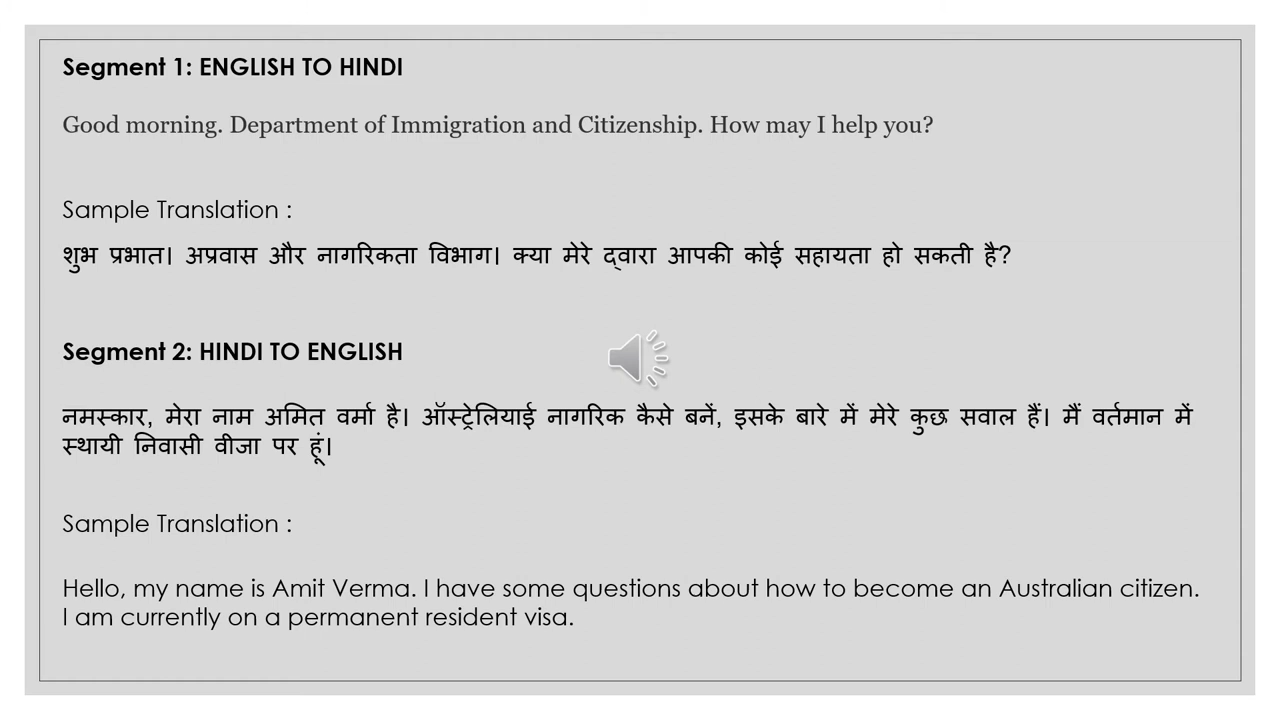 Segment 1: ENGLISH TO HINDI
Good morning. Department of Immigration and Citizenship. How may I help you?
Sample Translation :
शुभ प्रभात। अप्रवास और नागरिकता विभाग। क्या मेरे द्वारा आपकी कोई सहायता हो सकती है?
Segment 2: HINDI TO ENGLISH
नमस्कार, मेरा नाम अमित वर्मा है। ऑस्ट्रेलियाई नागरिक कैसे बनें, इसके बारे में मेरे कुछ सवाल हैं। मैं वर्तमान में
स्थायी निवासी वीजा पर हूं।
Sample Translation :
Hello, my name is Amit Verma. I have some questions about how to become an Australian citizen.
I am currently on a permanent resident visa.